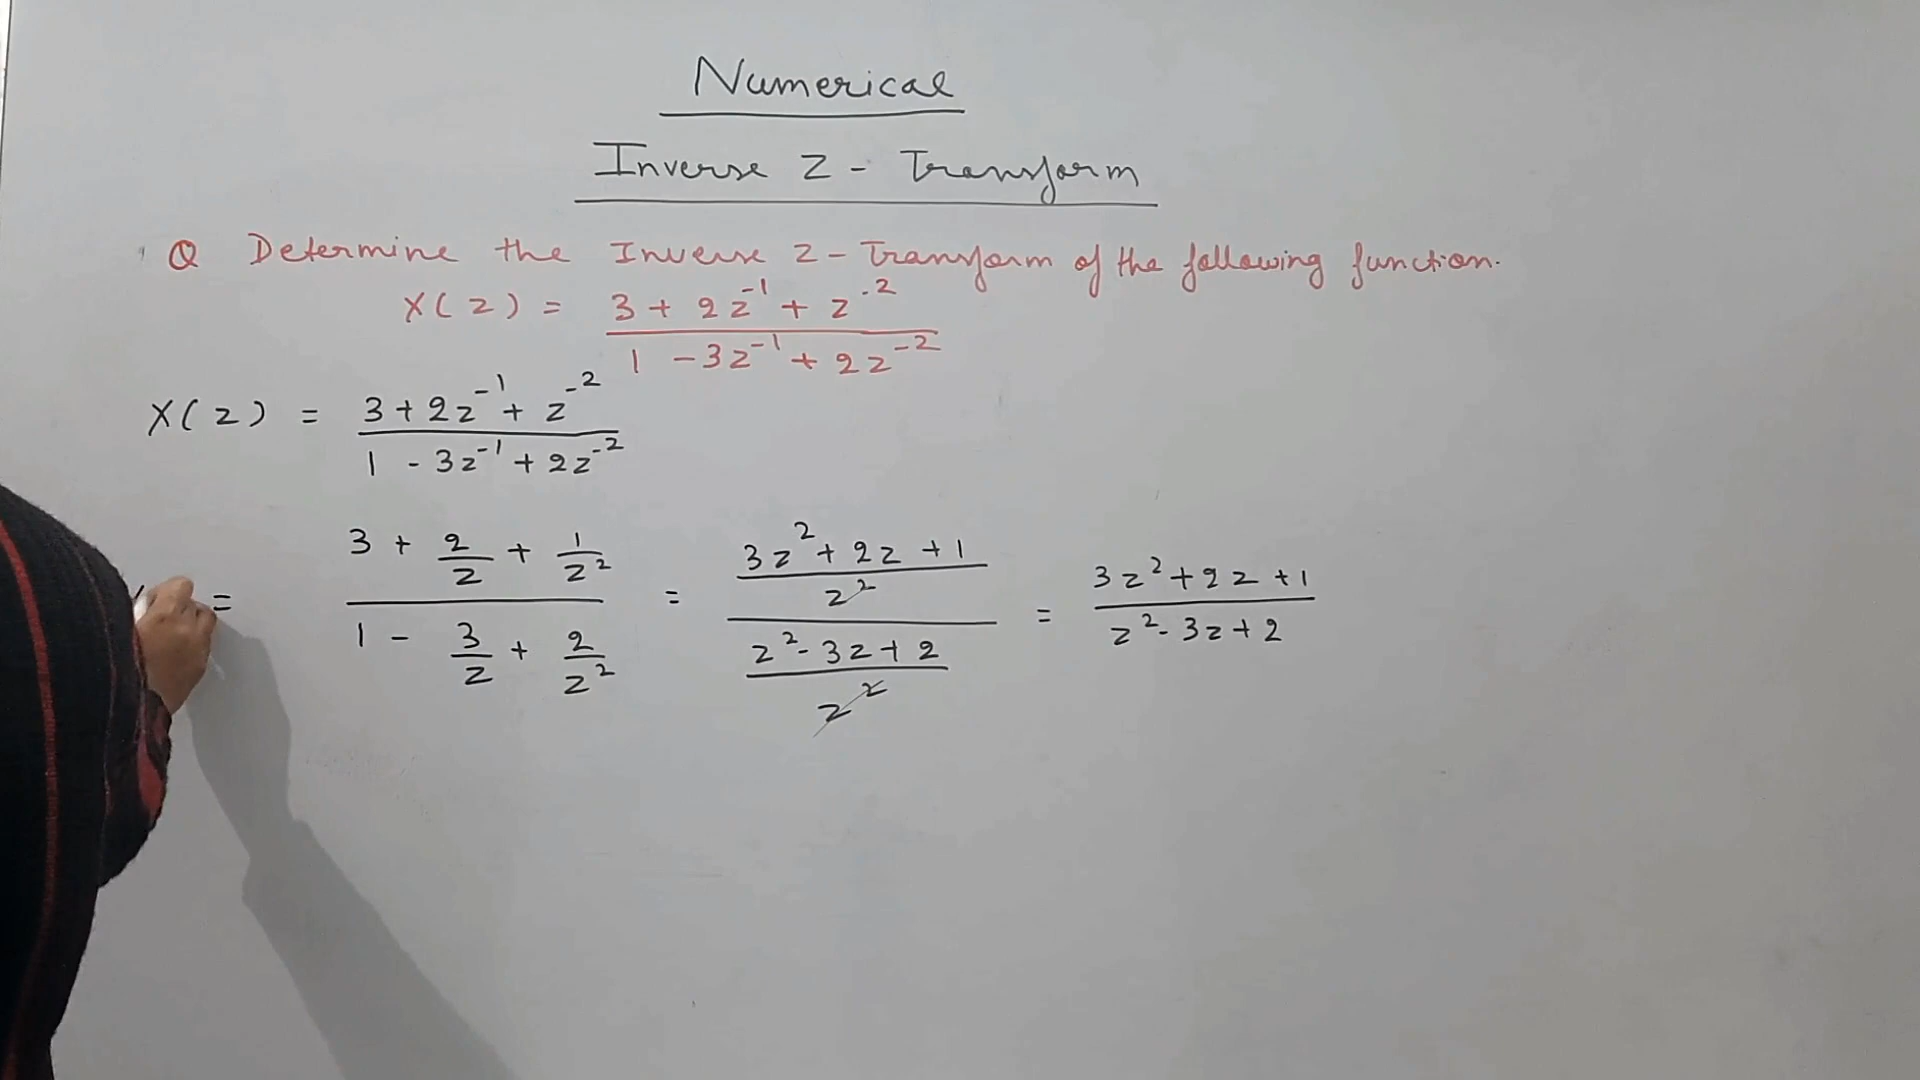 Numerical
Inverse Z - Transform
Q Determine the Inverse Z-Transform of the following function.
X(z) = 3 + 2z⁻¹ + z⁻²
1 - 3z⁻¹ + 2z⁻²
X(z) = 3 + 2z⁻¹ + z⁻²
1 - 3z⁻¹ + 2z⁻²
= 3 + 2/z + 1/z² = 3z² + 2z + 1 / z² = 3z² + 2z + 1
1 - 3/z + 2/z² z² - 3z + 2 / z² z² - 3z + 2